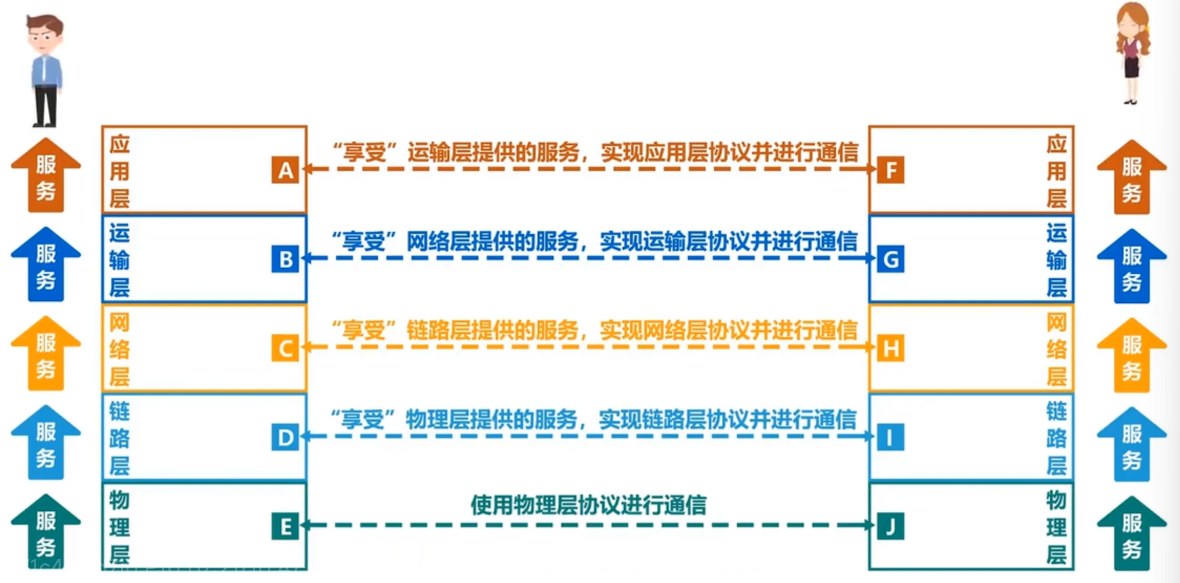 应用层
A
“享受”运输层提供的服务，实现应用层协议并进行通信
F
应用层
服务
服务
运输层
B
“享受”网络层提供的服务，实现运输层协议并进行通信
G
运输层
服务
服务
网络层
C
“享受”链路层提供的服务，实现网络层协议并进行通信
H
网络层
服务
服务
链路层
D
“享受”物理层提供的服务，实现链路层协议并进行通信
I
链路层
服务
服务
物理层
E
使用物理层协议进行通信
J
物理层
服务
服务